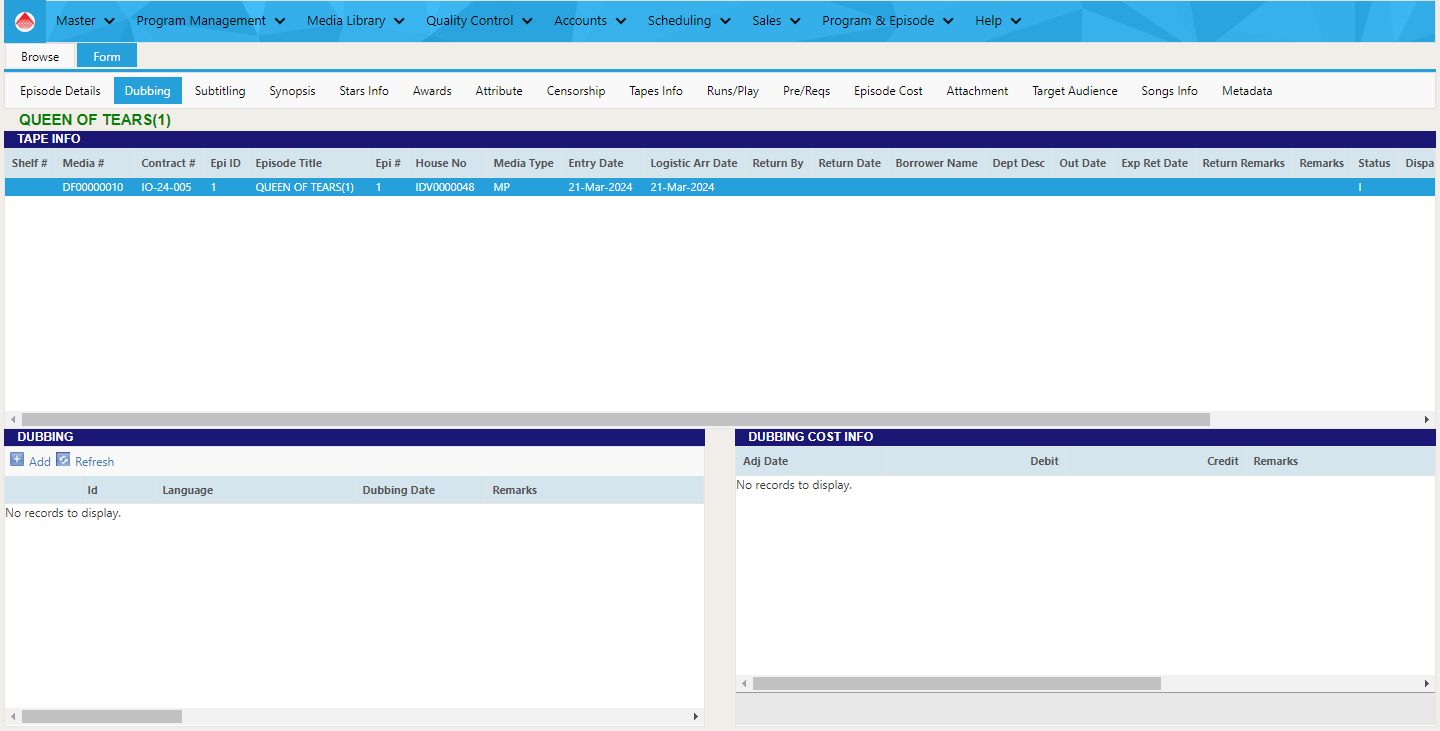 Master Program Management Media Library Quality Control Accounts Scheduling Sales Program & Episode Help
Browse Form
Episode Details Dubbing Subtitling Synopsis Stars Info Awards Attribute Censorship Tapes Info Runs/Play Pre/Reqs Episode Cost Attachment Target Audience Songs Info Metadata
QUEEN OF TEARS(1)
TAPE INFO
Shelf # Media # Contract # Epi ID Episode Title Epi # House No Media Type Entry Date Logistic Arr Date Return By Return Date Borrower Name Dept Desc Out Date Exp Ret Date Return Remarks Remarks Status Dispa
DF00000010 IO-24-005 1 QUEEN OF TEARS(1) 1 IDV0000048 MP 21-Mar-2024 21-Mar-2024 I
DUBBING
Add Refresh
Id Language Dubbing Date Remarks
No records to display.
DUBBING COST INFO
Adj Date Debit Credit Remarks
No records to display.